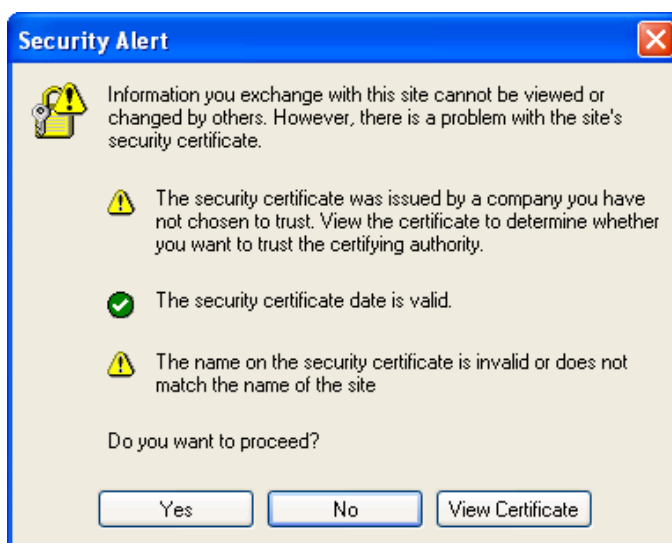 Security Alert
Information you exchange with this site cannot be viewed or
changed by others. However, there is a problem with the site's
security certificate.
The security certificate was issued by a company you have
not chosen to trust. View the certificate to determine whether
you want to trust the certifying authority.
The security certificate date is valid.
The name on the security certificate is invalid or does not
match the name of the site
Do you want to proceed?
Yes
No
View Certificate